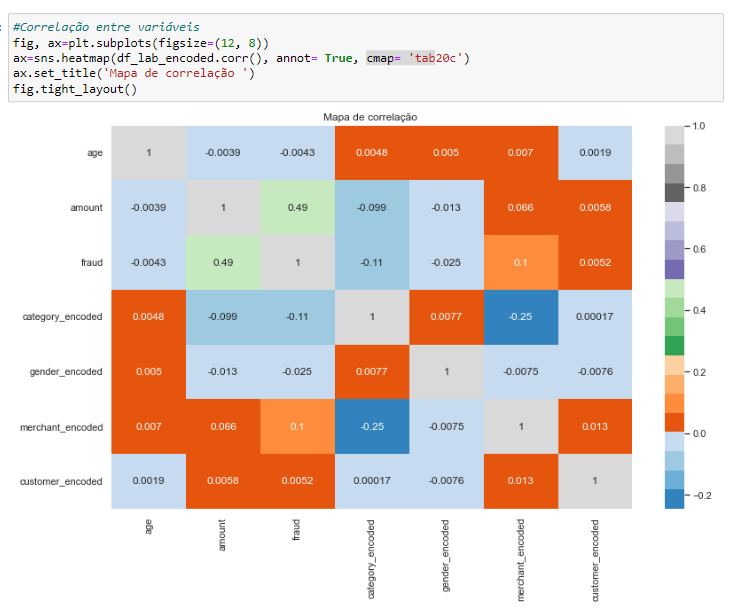 #Correlação entre variáveis
fig, ax=plt.subplots(figsize=(12, 8))
ax=sns.heatmap(df_lab_encoded.corr(), annot= True, cmap= 'tab20c')
ax.set_title('Mapa de correlação ')
fig.tight_layout()
Mapa de correlação
age 1 -0.0039 -0.0043 0.0048 0.005 0.007 0.0019
amount -0.0039 1 0.49 -0.099 -0.013 0.066 0.0058
fraud -0.0043 0.49 1 -0.11 -0.025 0.1 0.0052
category_encoded 0.0048 -0.099 -0.11 1 0.0077 -0.25 0.00017
gender_encoded 0.005 -0.013 -0.025 0.0077 1 -0.0075 -0.0076
merchant_encoded 0.007 0.066 0.1 -0.25 -0.0075 1 0.013
customer_encoded 0.0019 0.0058 0.0052 0.00017 -0.0076 0.013 1
age amount fraud category_encoded gender_encoded merchant_encoded customer_encoded
1.0
0.8
0.6
0.4
0.2
0.0
-0.2